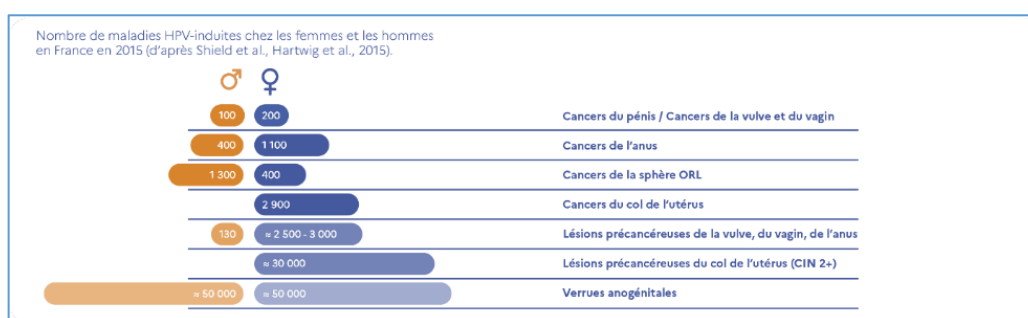 Nombre de maladies HPV-induites chez les femmes et les hommes
en France en 2015 (d'après Shield et al., Hartwig et al., 2015).
♂ ♀
100 200 Cancers du pénis / Cancers de la vulve et du vagin
400 1 100 Cancers de l'anus
1 300 400 Cancers de la sphère ORL
2 900 Cancers du col de l'utérus
130 ≈ 2 500 - 3 000 Lésions précancéreuses de la vulve, du vagin, de l'anus
≈ 30 000 Lésions précancéreuses du col de l'utérus (CIN 2+)
≈ 50 000 ≈ 50 000 Verrues anogénitales